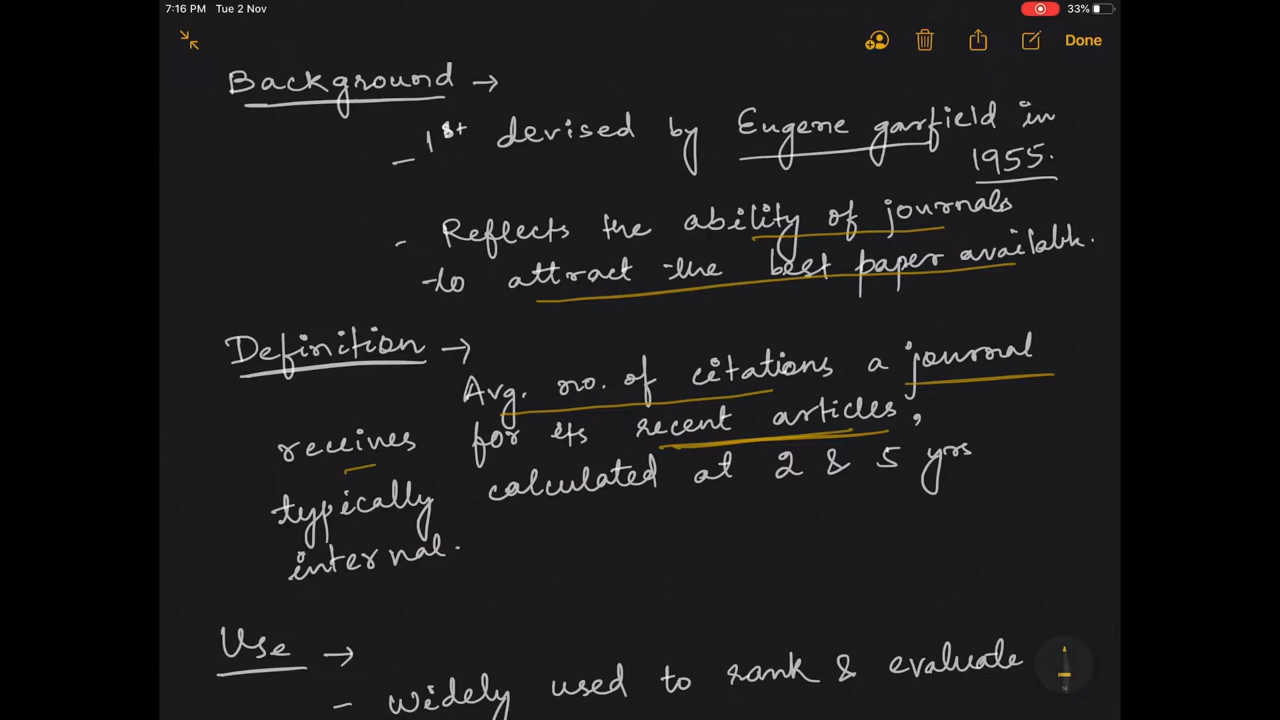 7:16 PM Tue 2 Nov
33%
Done
Background →
- 1st devised by Eugene garfield in
1955.
- Reflects the ability of journals
to attract the best paper available.
Definition →
Avg. no. of citations a journal
receives for its recent articles,
typically calculated at 2 & 5 yrs
internal.
Use →
- Widely used to rank & evaluate